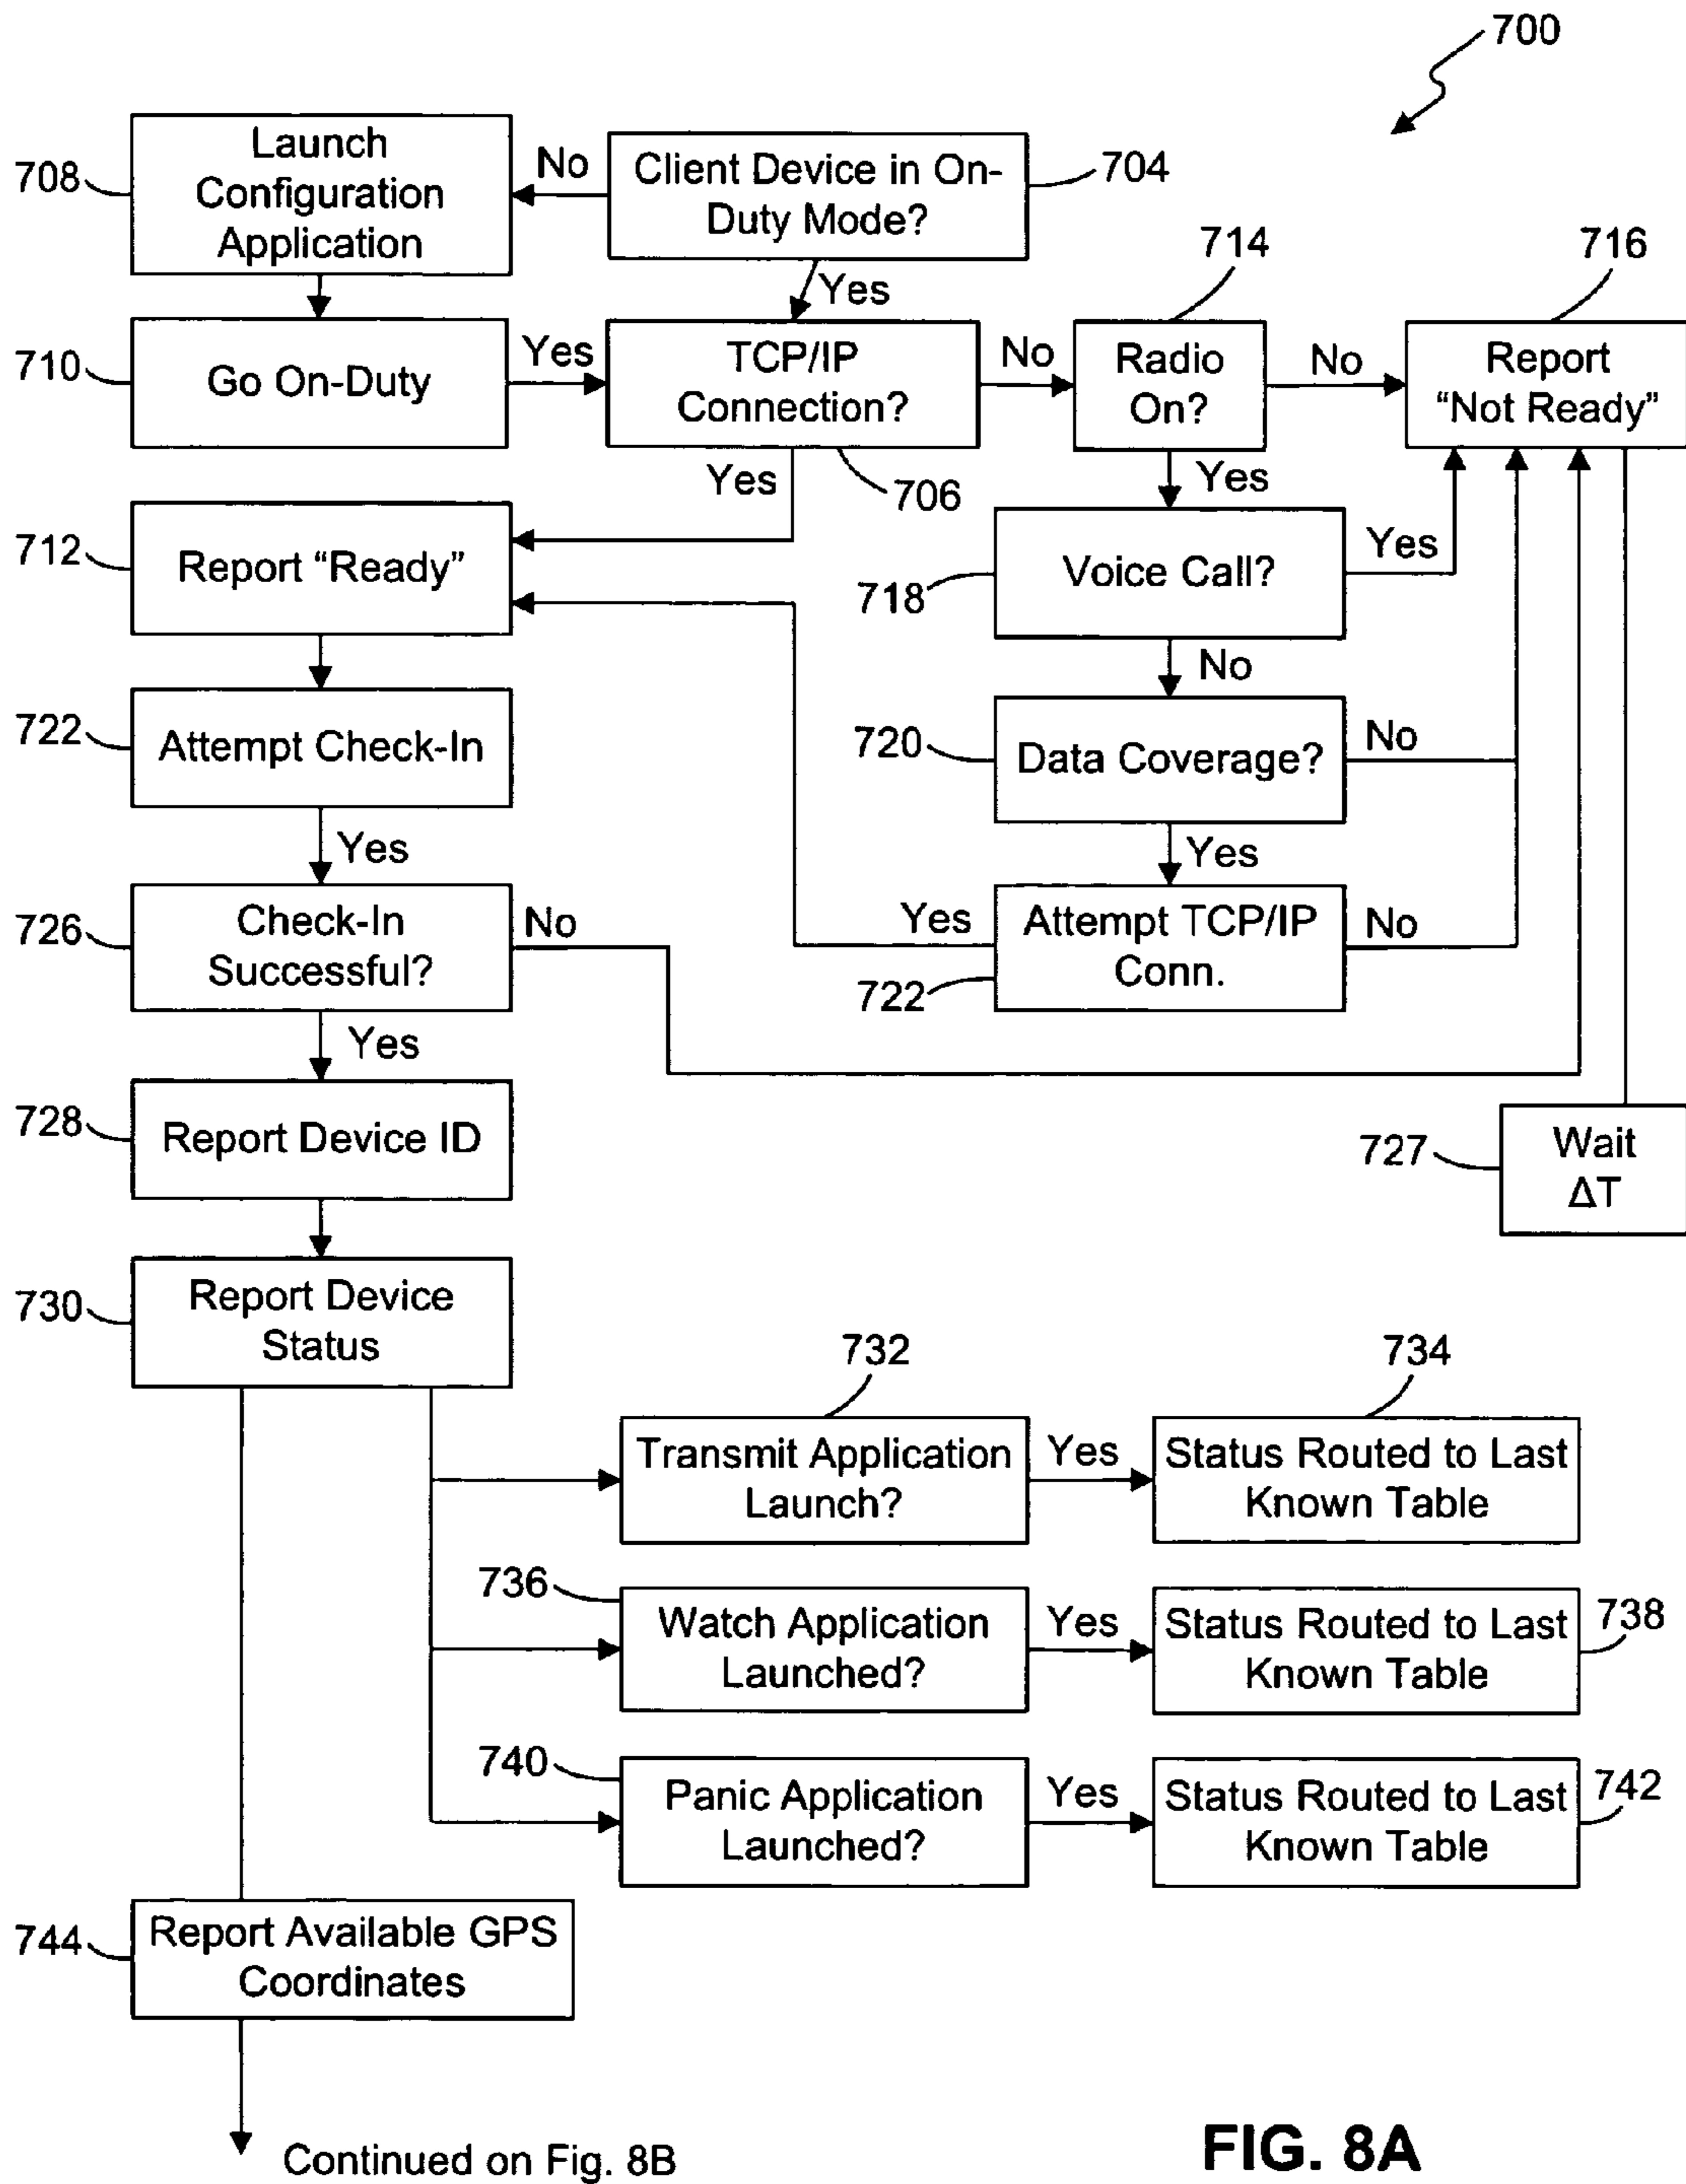 700
Launch
Configuration
Application
708
No
Client Device in On-
Duty Mode?
704
Yes
714
716
710
Go On-Duty
Yes
TCP/IP
Connection?
706
No
Radio
On?
No
Report
“Not Ready”
Yes
Yes
712
Report “Ready”
718
Voice Call?
Yes
No
722
Attempt Check-In
720
Data Coverage?
No
Yes
Yes
726
Check-In
Successful?
No
Yes
Attempt TCP/IP
Conn.
722
No
Yes
728
Report Device ID
727
Wait
ΔT
730
Report Device
Status
732
734
Transmit Application
Launch?
Yes
Status Routed to Last
Known Table
736
Watch Application
Launched?
Yes
Status Routed to Last
Known Table
738
740
Panic Application
Launched?
Yes
Status Routed to Last
Known Table
742
744
Report Available GPS
Coordinates
Continued on Fig. 8B
FIG. 8A